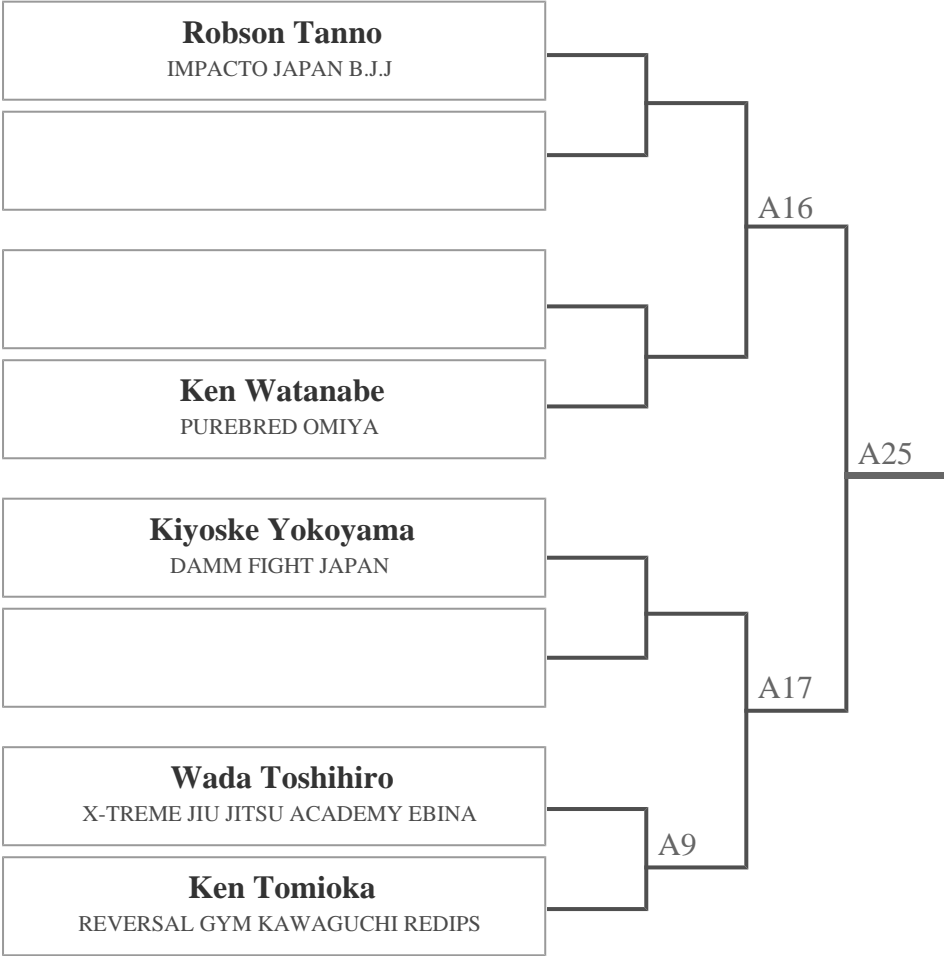 Robson Tanno
IMPACTO JAPAN B.J.J
A16
Ken Watanabe
PUREBRED OMIYA
A25
Kiyoske Yokoyama
DAMM FIGHT JAPAN
A17
Wada Toshihiro
X-TREME JIU JITSU ACADEMY EBINA
A9
Ken Tomioka
REVERSAL GYM KAWAGUCHI REDIPS